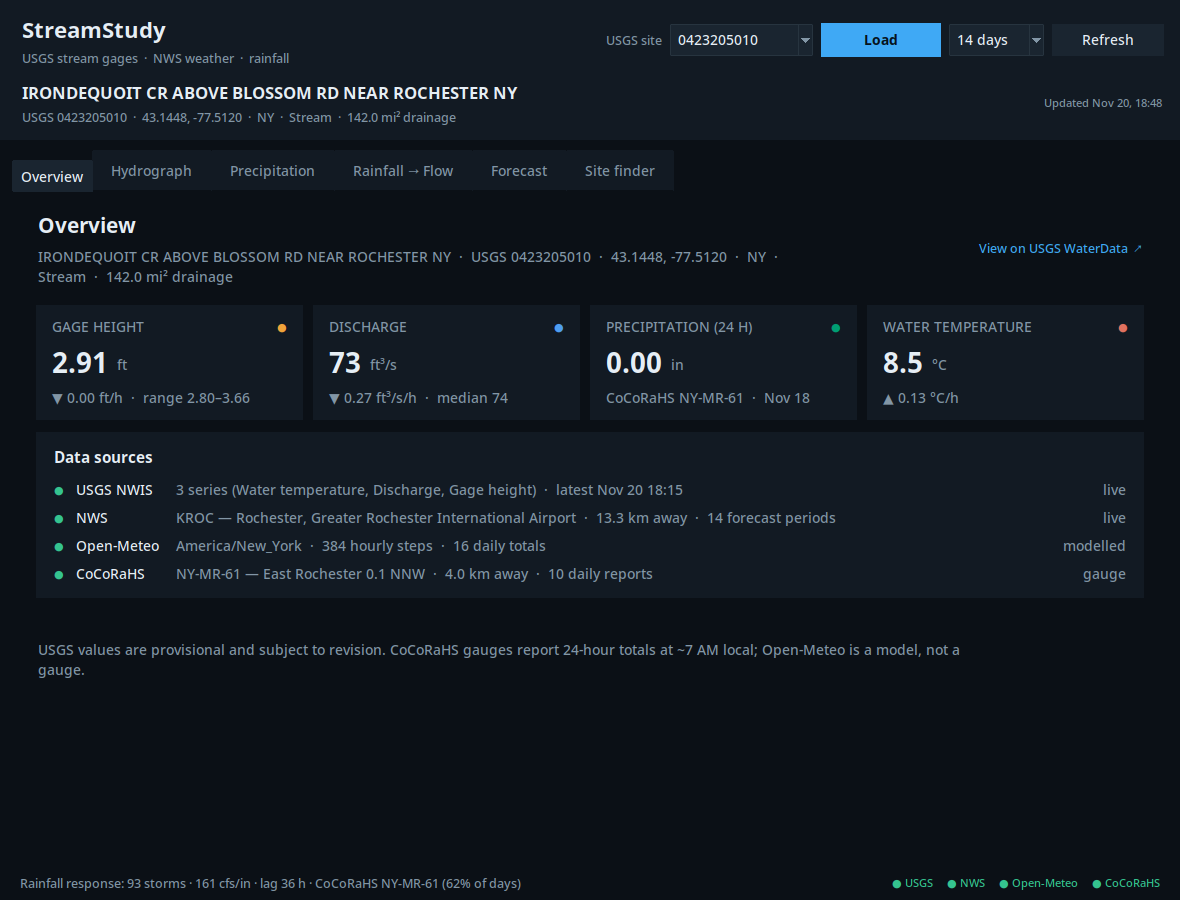 StreamStudy
USGS stream gages · NWS weather · rainfall
USGS site
0423205010
Load
14 days
Refresh
IRONDEQUOIT CR ABOVE BLOSSOM RD NEAR ROCHESTER NY
USGS 0423205010 · 43.1448, -77.5120 · NY · Stream · 142.0 mi² drainage
Updated Nov 20, 18:48
Overview
Hydrograph
Precipitation
Rainfall → Flow
Forecast
Site finder
Overview
IRONDEQUOIT CR ABOVE BLOSSOM RD NEAR ROCHESTER NY · USGS 0423205010 · 43.1448, -77.5120 · NY ·
Stream · 142.0 mi² drainage
View on USGS WaterData ↗
GAGE HEIGHT
2.91 ft
▼ 0.00 ft/h · range 2.80–3.66
DISCHARGE
73 ft³/s
▼ 0.27 ft³/s/h · median 74
PRECIPITATION (24 H)
0.00 in
CoCoRaHS NY-MR-61 · Nov 18
WATER TEMPERATURE
8.5 °C
▲ 0.13 °C/h
Data sources
USGS NWIS 3 series (Water temperature, Discharge, Gage height) · latest Nov 20 18:15 live
NWS KROC — Rochester, Greater Rochester International Airport · 13.3 km away · 14 forecast periods live
Open-Meteo America/New_York · 384 hourly steps · 16 daily totals modelled
CoCoRaHS NY-MR-61 — East Rochester 0.1 NNW · 4.0 km away · 10 daily reports gauge
USGS values are provisional and subject to revision. CoCoRaHS gauges report 24-hour totals at ~7 AM local; Open-Meteo is a model, not a
gauge.
Rainfall response: 93 storms · 161 cfs/in · lag 36 h · CoCoRaHS NY-MR-61 (62% of days)
● USGS ● NWS ● Open-Meteo ● CoCoRaHS